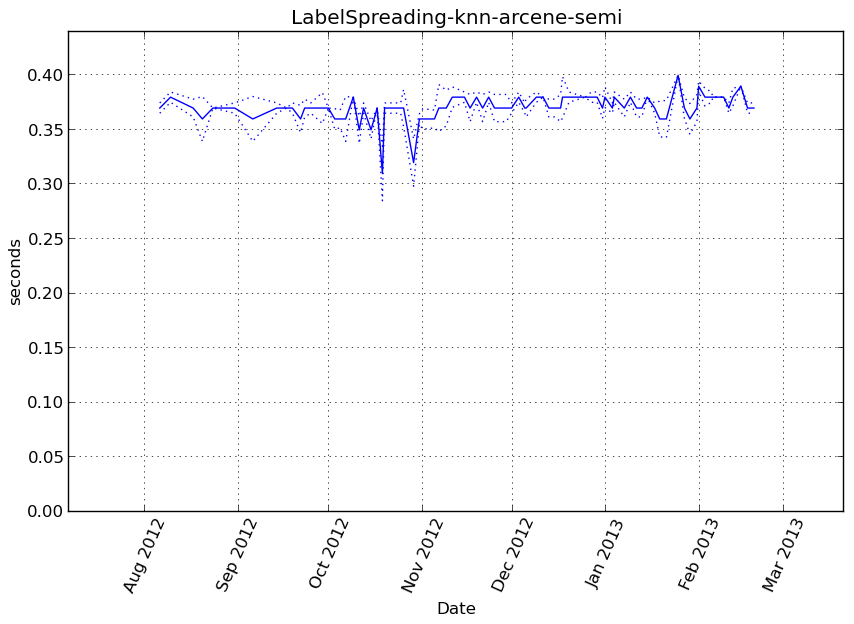 LabelSpreading-knn-arcene-semi
0.40
0.35
0.30
0.25
0.20
0.15
0.10
0.05
0.00
seconds
Aug 2012
Sep 2012
Oct 2012
Nov 2012
Dec 2012
Jan 2013
Feb 2013
Mar 2013
Date